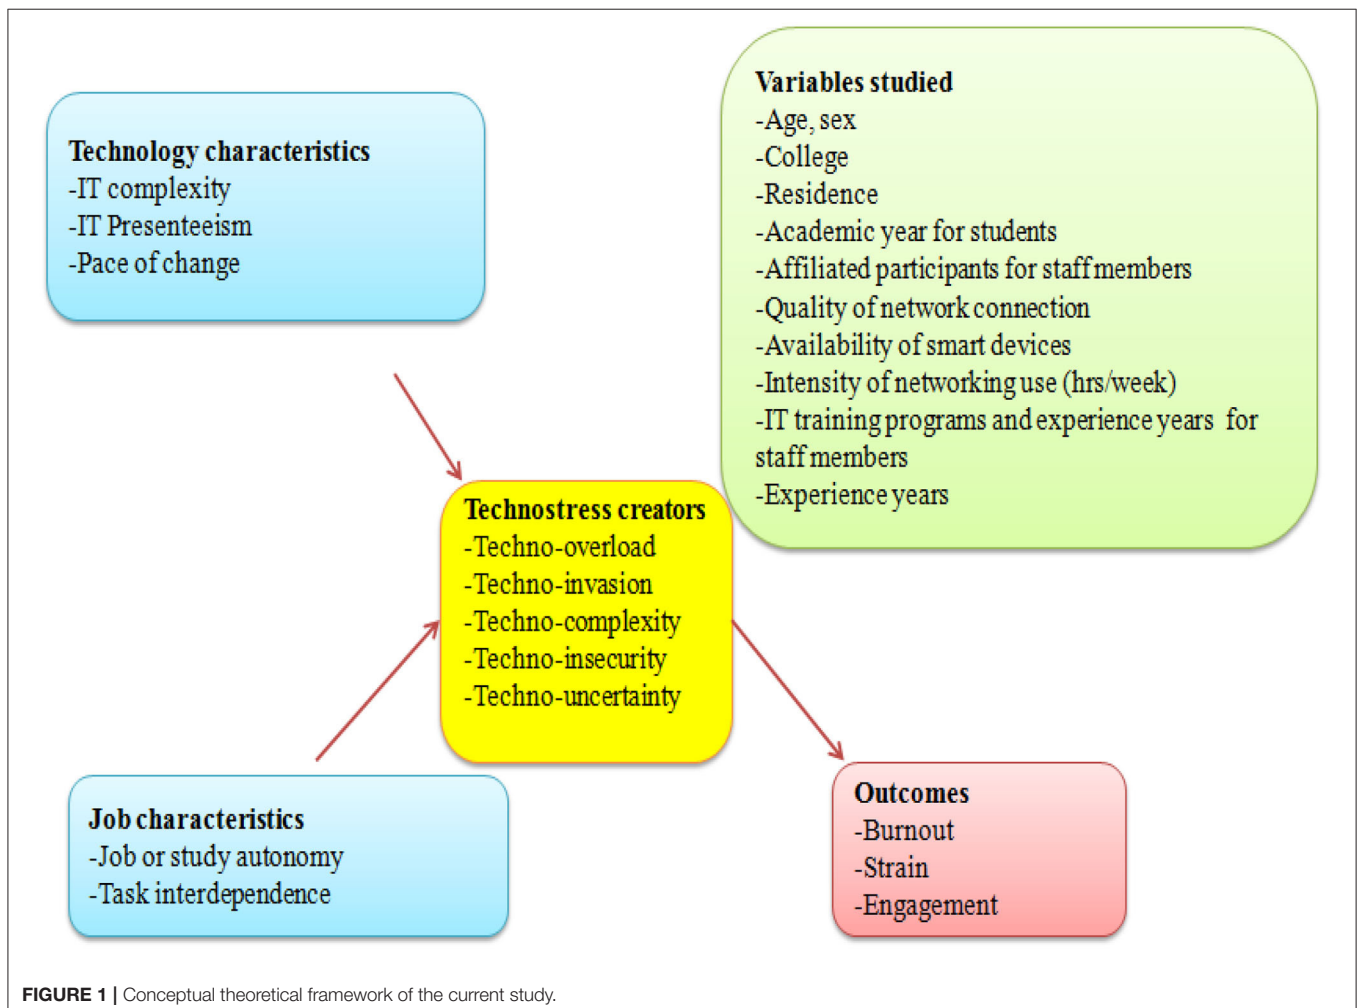 Technology characteristics
-IT complexity
-IT Presenteeism
-Pace of change
Variables studied
-Age, sex
-College
-Residence
-Academic year for students
-Affiliated participants for staff members
-Quality of network connection
-Availability of smart devices
-Intensity of networking use (hrs/week)
-IT training programs and experience years for
staff members
-Experience years
Technostress creators
-Techno-overload
-Techno-invasion
-Techno-complexity
-Techno-insecurity
-Techno-uncertainty
Job characteristics
-Job or study autonomy
-Task interdependence
Outcomes
-Burnout
-Strain
-Engagement
FIGURE 1 | Conceptual theoretical framework of the current study.